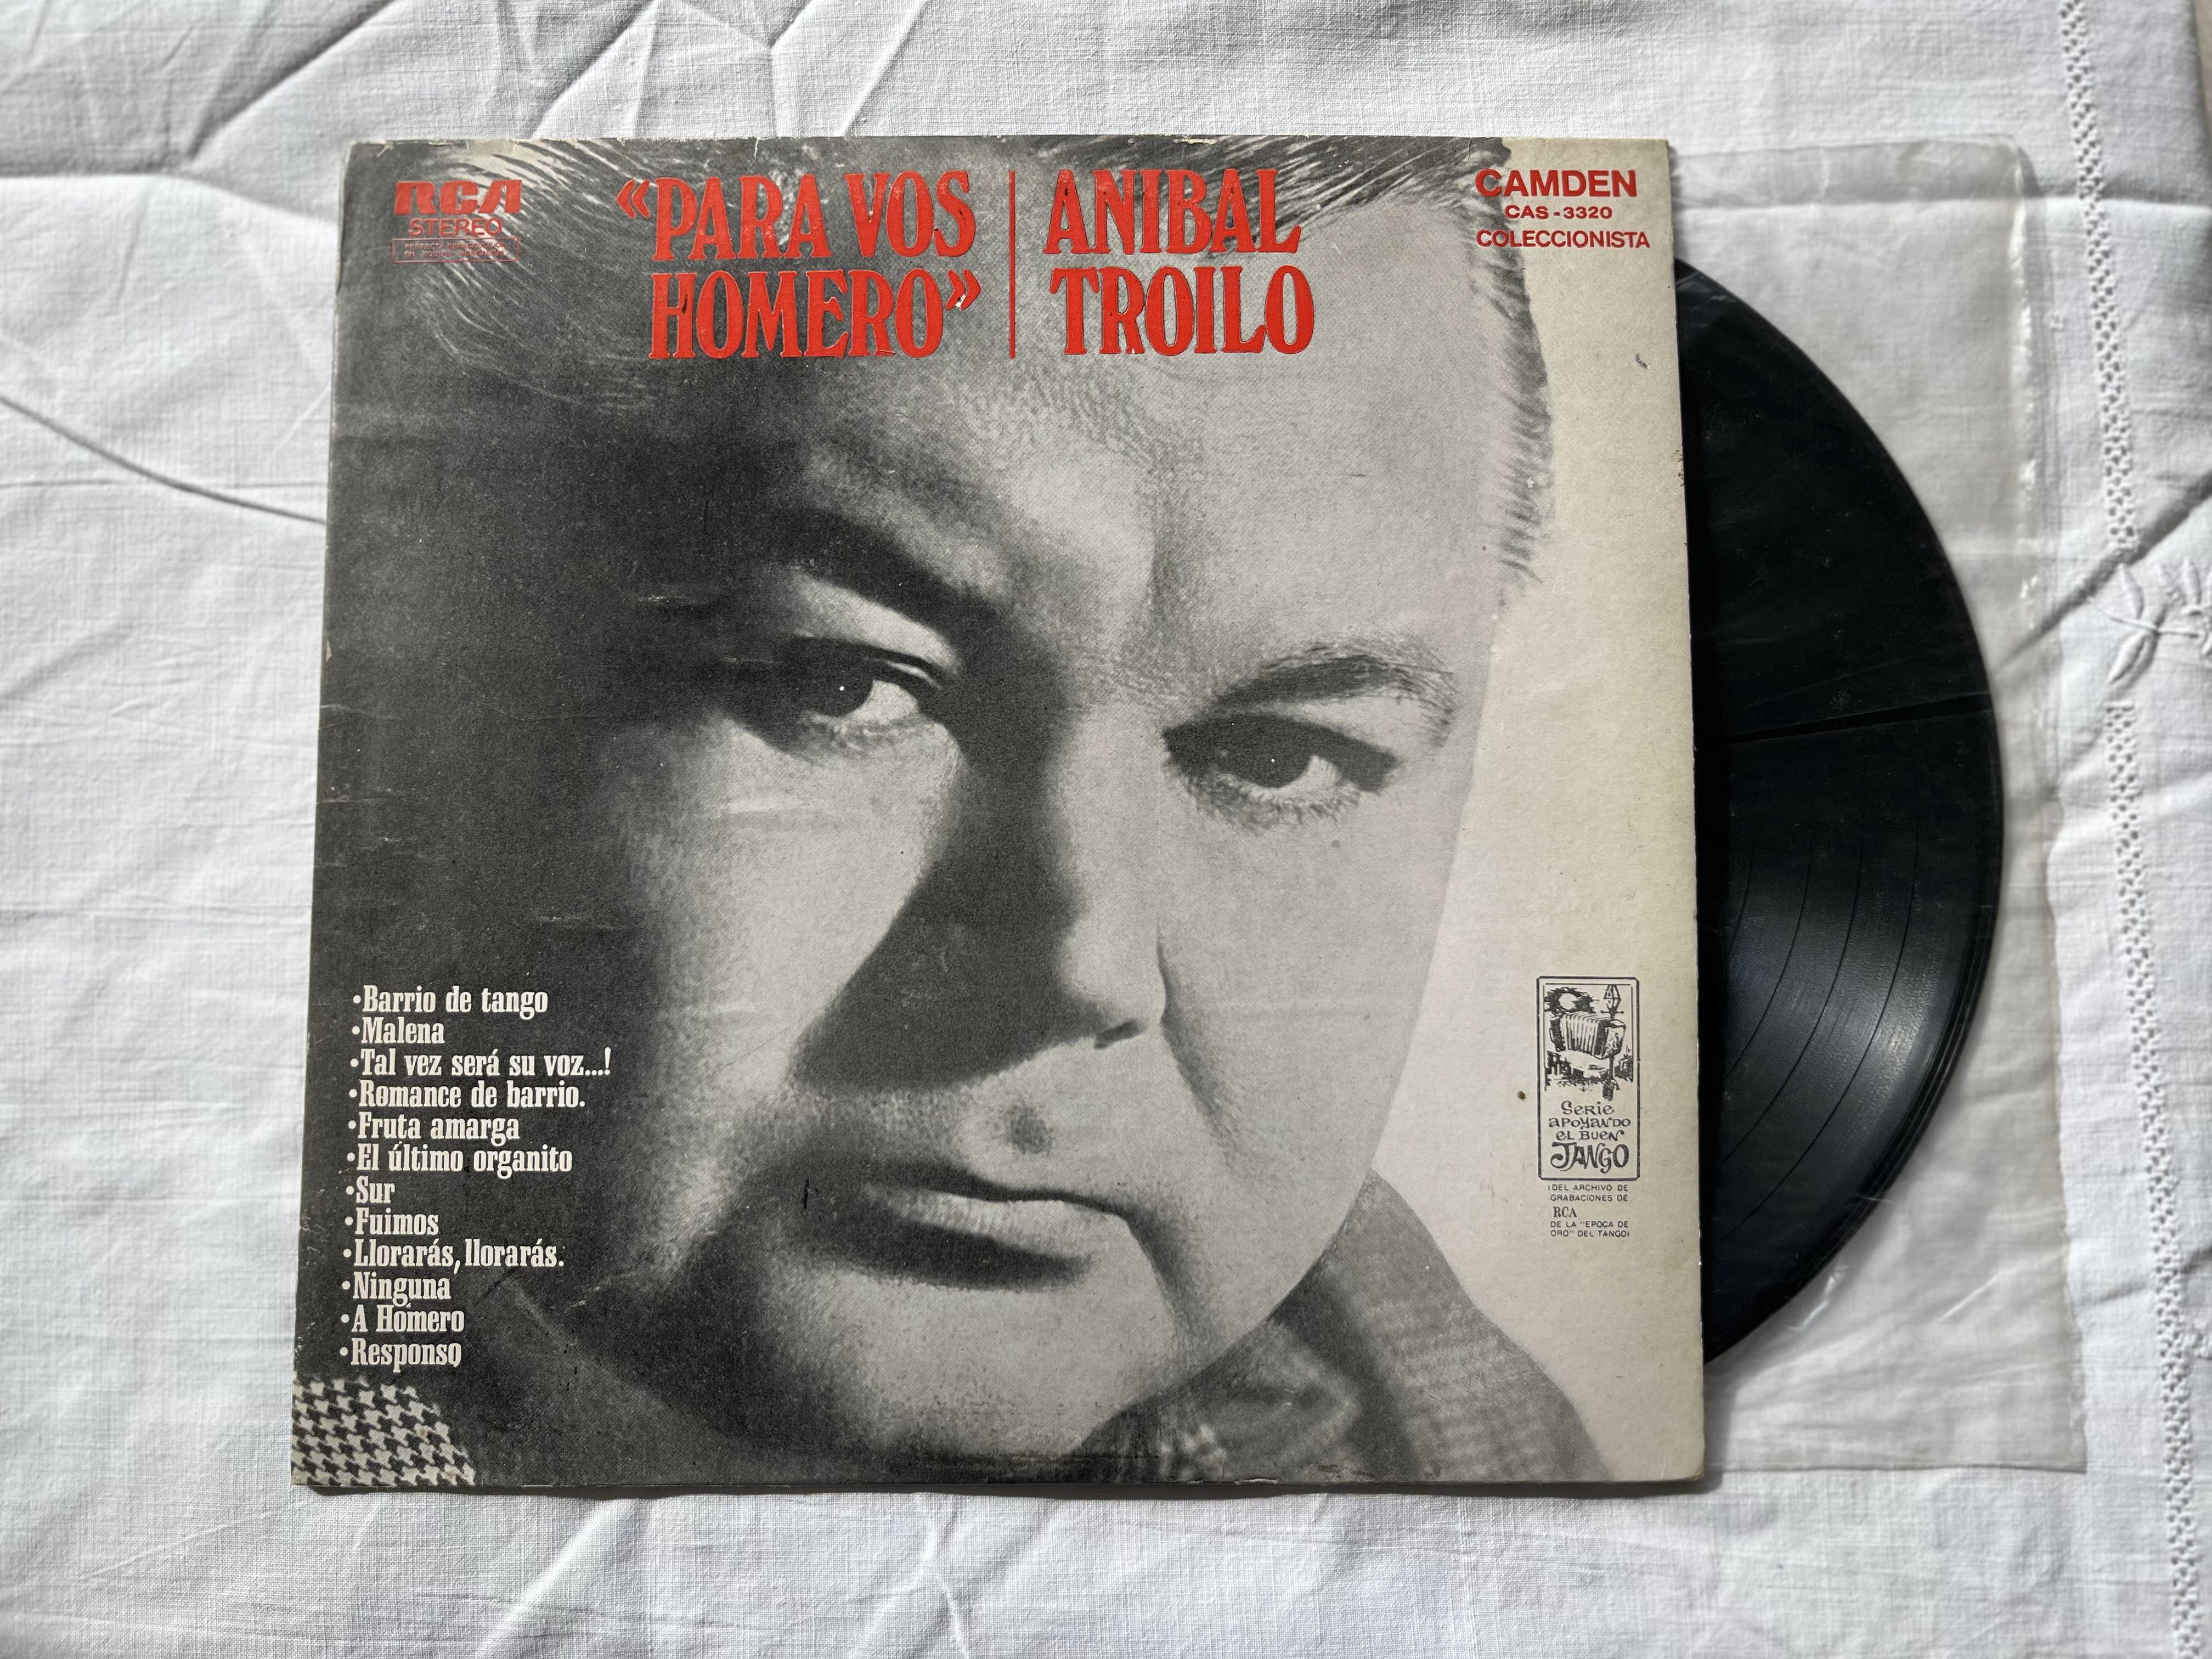 RCA
STEREO
«PARA VOS
HOMERO»
ANIBAL
TROILO
CAMDEN
CAS-3320
COLECCIONISTA
•Barrio de tango
•Malena
•Tal vez será su voz...!
•Romance de barrio.
•Fruta amarga
•El último organito
•Sur
•Fuimos
•Llorarás, llorarás.
•Ninguna
•A Homero
•Responso
SERIE
APOYANDO
EL BUEN
TANGO
(DEL ARCHIVO DE
GRABACIONES DE
RCA
DE LA "EPOCA DE
ORO" DEL TANGO)